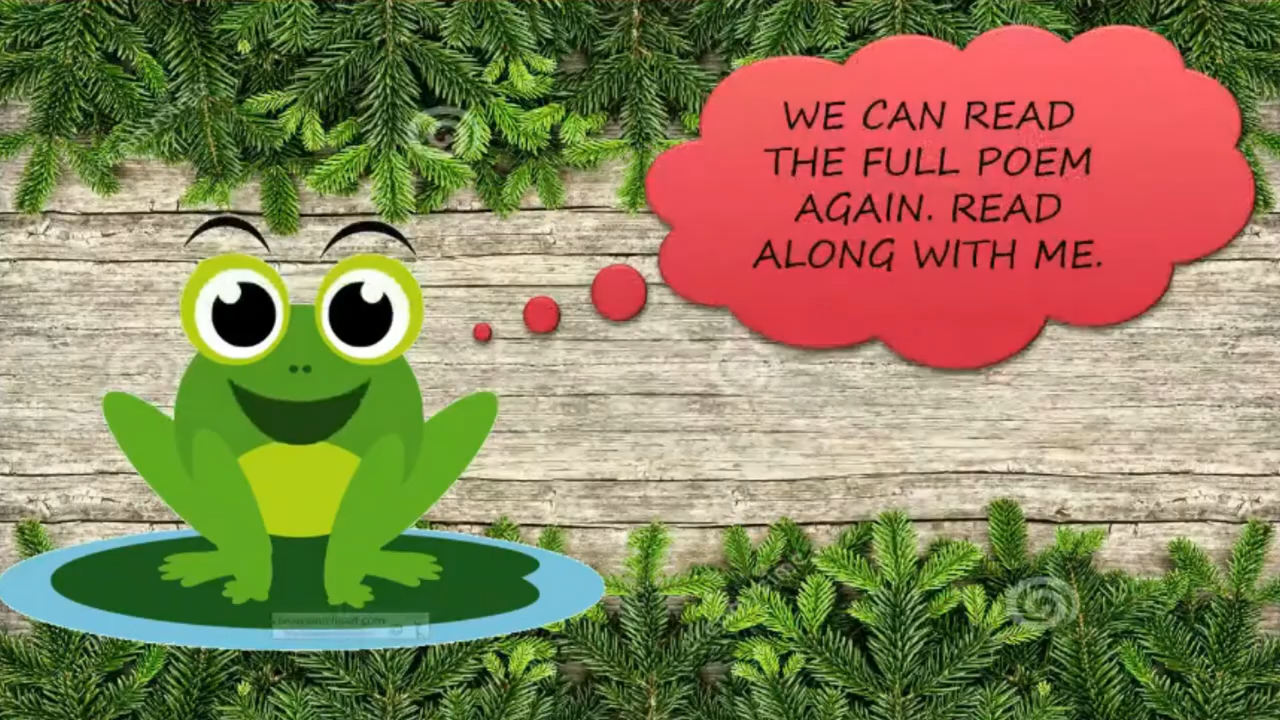 WE CAN READ
THE FULL POEM
AGAIN. READ
ALONG WITH ME.